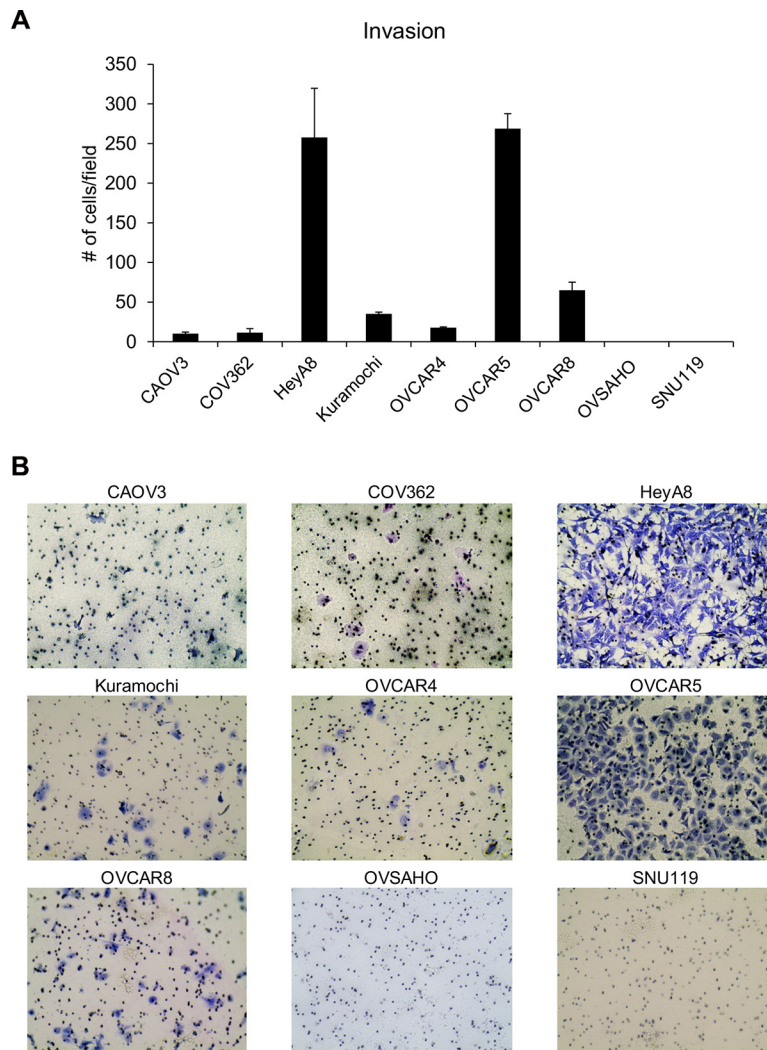 A
Invasion
# of cells/field
350
300
250
200
150
100
50
0
CAOV3
COV362
HeyA8
Kuramochi
OVCAR4
OVCAR5
OVCAR8
OVSAHO
SNU119
B
CAOV3
COV362
HeyA8
Kuramochi
OVCAR4
OVCAR5
OVCAR8
OVSAHO
SNU119